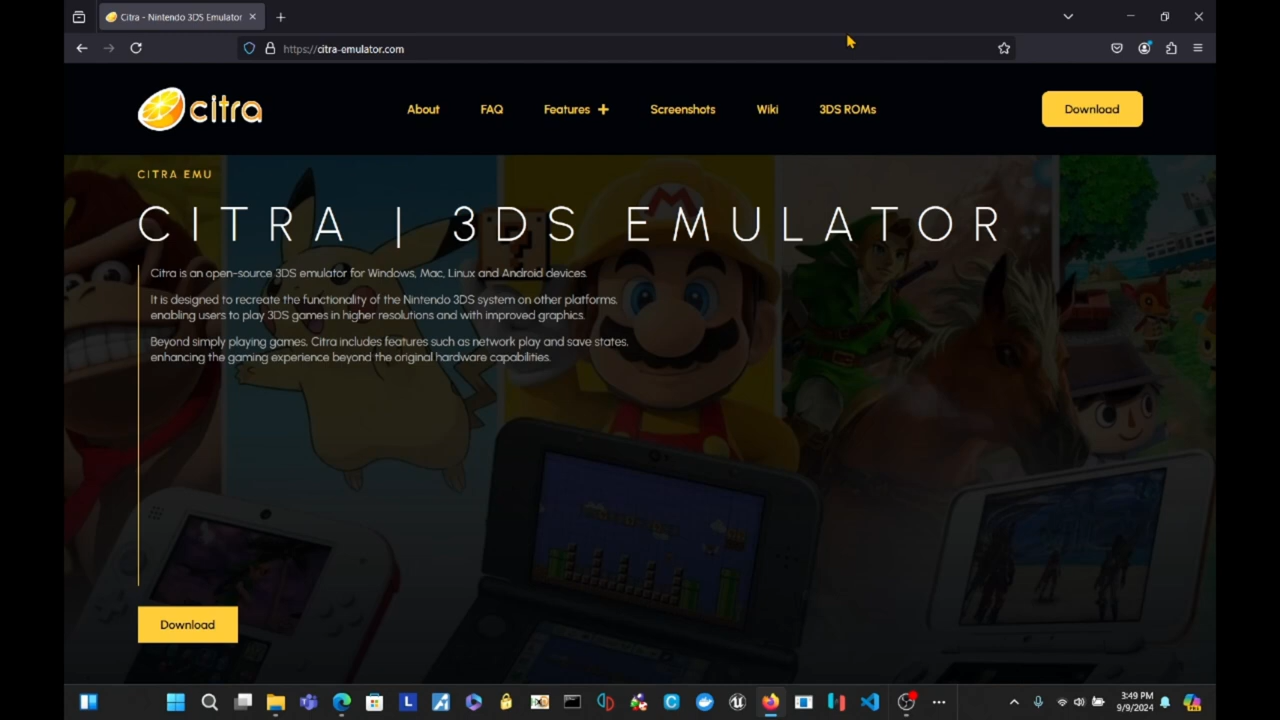 Citra - Nintendo 3DS Emulator
https://citra-emulator.com
citra
About
FAQ
Features +
Screenshots
Wiki
3DS ROMs
Download
CITRA EMU
CITRA | 3DS EMULATOR
Citra is an open-source 3DS emulator for Windows, Mac, Linux and Android devices.
It is designed to recreate the functionality of the Nintendo 3DS system on other platforms,
enabling users to play 3DS games in higher resolutions and with improved graphics.
Beyond simply playing games, Citra includes features such as network play and save states,
enhancing the gaming experience beyond the original hardware capabilities.
Download
3:49 PM
9/9/2024